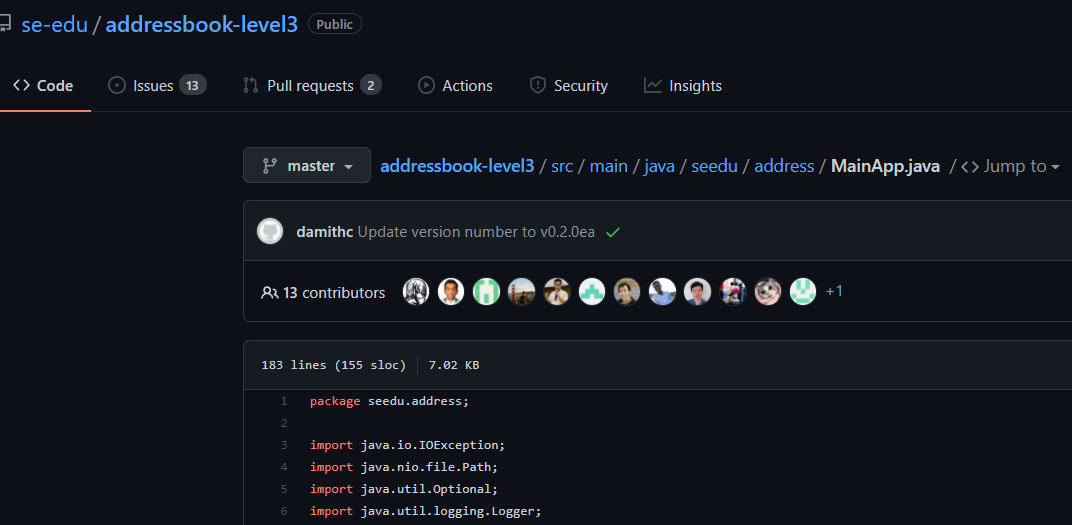 se-edu / addressbook-level3 Public
Code Issues 13 Pull requests 2 Actions Security Insights
master addressbook-level3 / src / main / java / seedu / address / MainApp.java / <> Jump to
damithc Update version number to v0.2.0ea
13 contributors +1
183 lines (155 sloc) 7.02 KB
1 package seedu.address;
2
3 import java.io.IOException;
4 import java.nio.file.Path;
5 import java.util.Optional;
6 import java.util.logging.Logger;